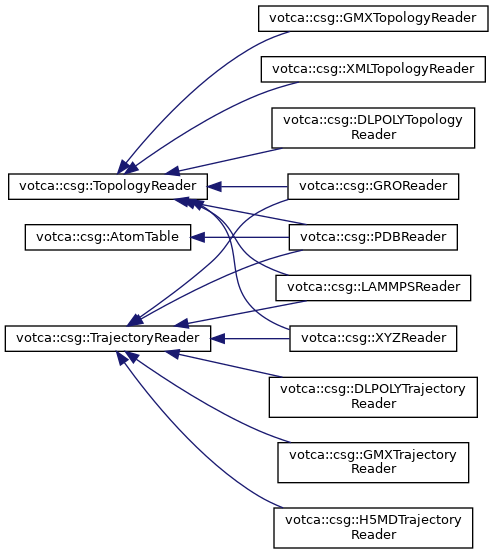 votca::csg::GMXTopologyReader
votca::csg::XMLTopologyReader
votca::csg::DLPOLYTopology
Reader
votca::csg::TopologyReader
votca::csg::GROReader
votca::csg::AtomTable
votca::csg::PDBReader
votca::csg::LAMMPSReader
votca::csg::TrajectoryReader
votca::csg::XYZReader
votca::csg::DLPOLYTrajectory
Reader
votca::csg::GMXTrajectory
Reader
votca::csg::H5MDTrajectory
Reader